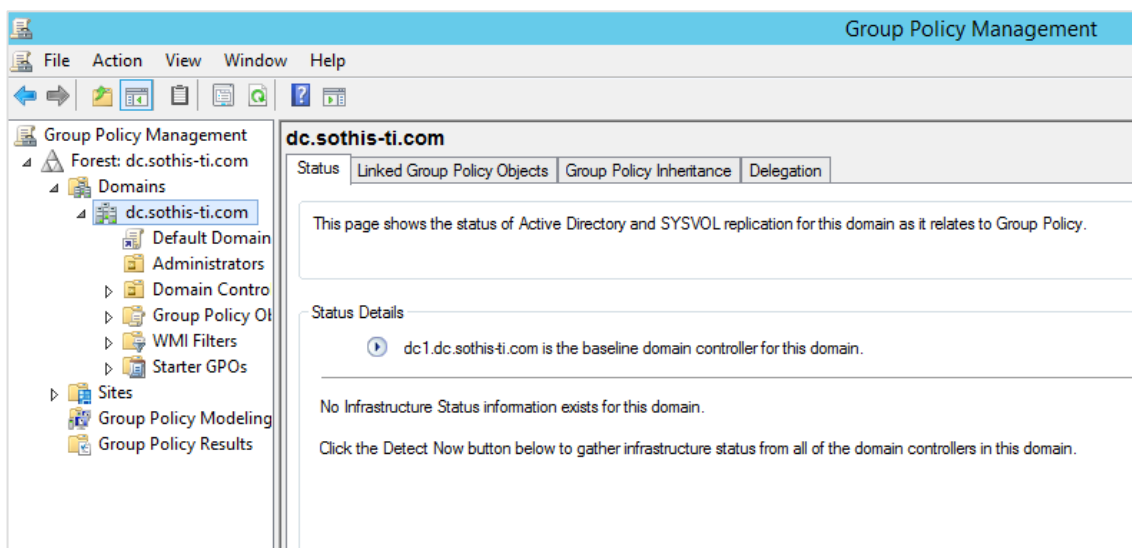 Group Policy Management
File Action View Window Help
Group Policy Management
Forest: dc.sothis-ti.com
Domains
dc.sothis-ti.com
Default Domain
Administrators
Domain Contro
Group Policy Ob
WMI Filters
Starter GPOs
Sites
Group Policy Modeling
Group Policy Results
dc.sothis-ti.com
Status Linked Group Policy Objects Group Policy Inheritance Delegation
This page shows the status of Active Directory and SYSVOL replication for this domain as it relates to Group Policy.
Status Details
dc1.dc.sothis-ti.com is the baseline domain controller for this domain.
No Infrastructure Status information exists for this domain.
Click the Detect Now button below to gather infrastructure status from all of the domain controllers in this domain.